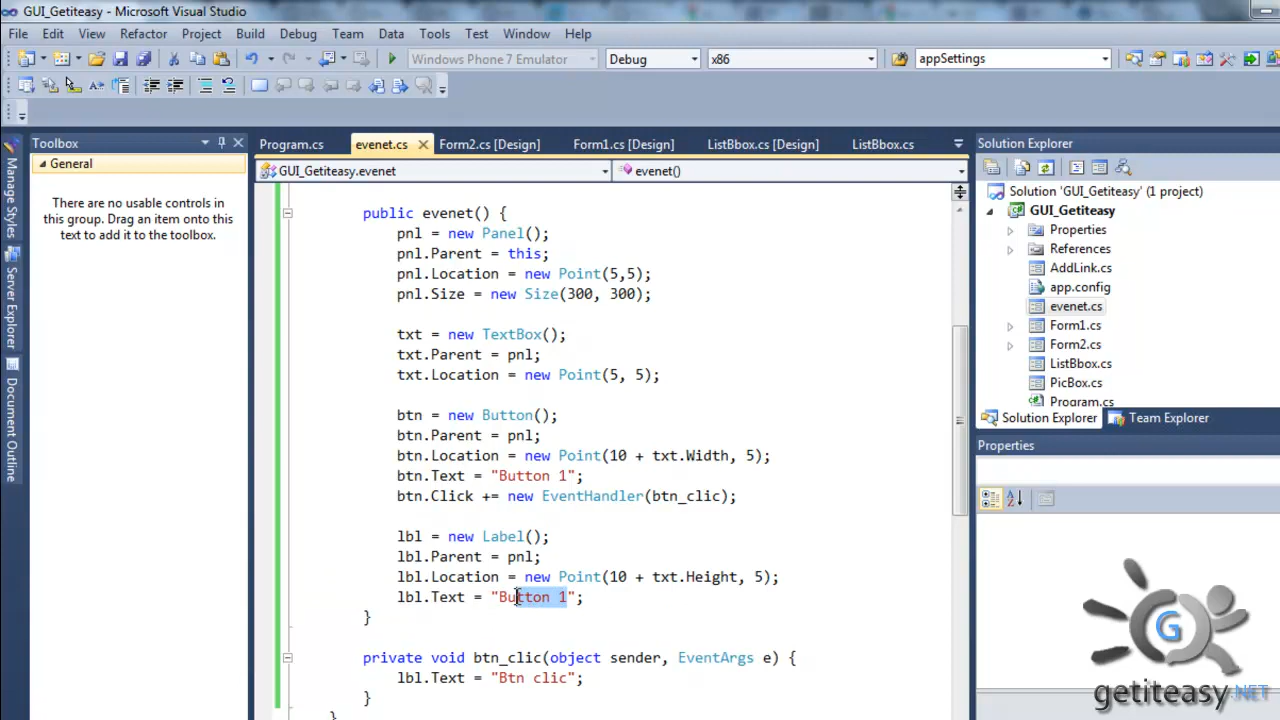 GUI_Getiteasy - Microsoft Visual Studio
File Edit View Refactor Project Build Debug Team Data Tools Test Window Help
Windows Phone 7 Emulator Debug x86 appSettings
Toolbox
General
There are no usable controls in
this group. Drag an item onto this
text to add it to the toolbox.
Manage Styles
Server Explorer
Document Outline
Program.cs evenet.cs Form2.cs [Design] Form1.cs [Design] ListBbox.cs [Design] ListBbox.cs
GUI_Getiteasy.evenet evenet()
public evenet() {
pnl = new Panel();
pnl.Parent = this;
pnl.Location = new Point(5,5);
pnl.Size = new Size(300, 300);
txt = new TextBox();
txt.Parent = pnl;
txt.Location = new Point(5, 5);
btn = new Button();
btn.Parent = pnl;
btn.Location = new Point(10 + txt.Width, 5);
btn.Text = "Button 1";
btn.Click += new EventHandler(btn_clic);
lbl = new Label();
lbl.Parent = pnl;
lbl.Location = new Point(10 + txt.Height, 5);
lbl.Text = "Button 1";
}
private void btn_clic(object sender, EventArgs e) {
lbl.Text = "Btn clic";
}
}
Solution Explorer
Solution 'GUI_Getiteasy' (1 project)
GUI_Getiteasy
Properties
References
AddLink.cs
app.config
evenet.cs
Form1.cs
Form2.cs
ListBbox.cs
PicBox.cs
Program.cs
Solution Explorer Team Explorer
Properties
G
getiteasy.NET